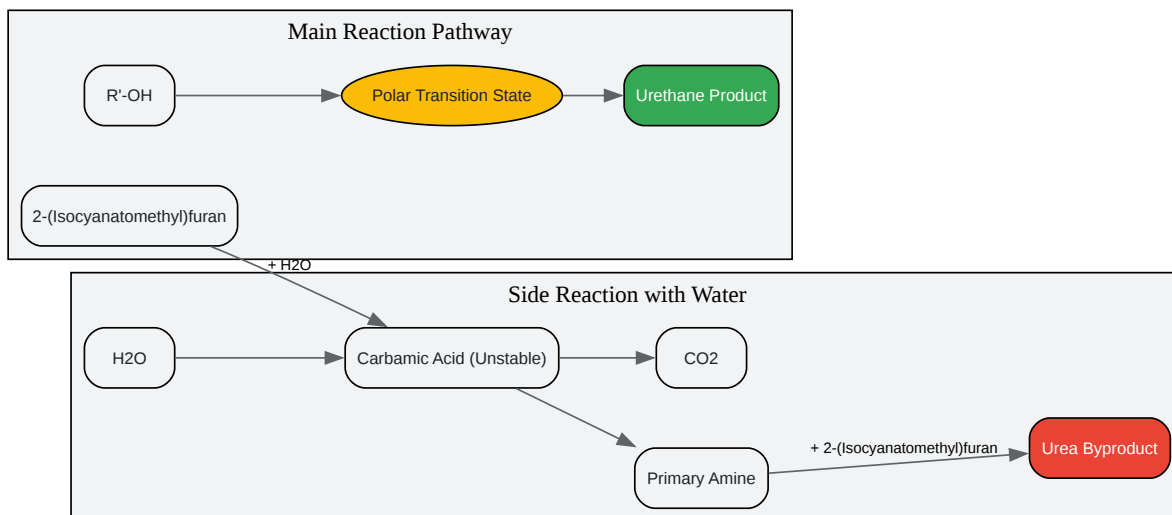 Main Reaction Pathway
R'-OH
Polar Transition State
Urethane Product
2-(Isocyanatomethyl)furan
+ H2O
Side Reaction with Water
H2O
Carbamic Acid (Unstable)
CO2
+ 2-(Isocyanatomethyl)furan
Urea Byproduct
Primary Amine